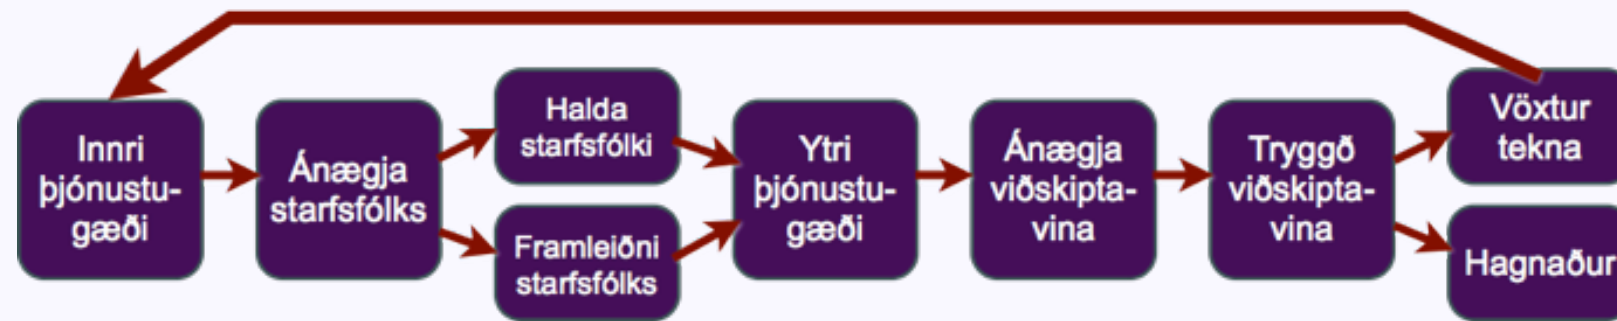 Innri
þjónustu-
gæði
Ánægja
starfsfólks
Halda
starfsfólki
Framleiðni
starfsfólks
Ytri
þjónustu-
gæði
Ánægja
viðskipta-
vina
Tryggð
viðskipta-
vina
Vöxtur
tekna
Hagnaður